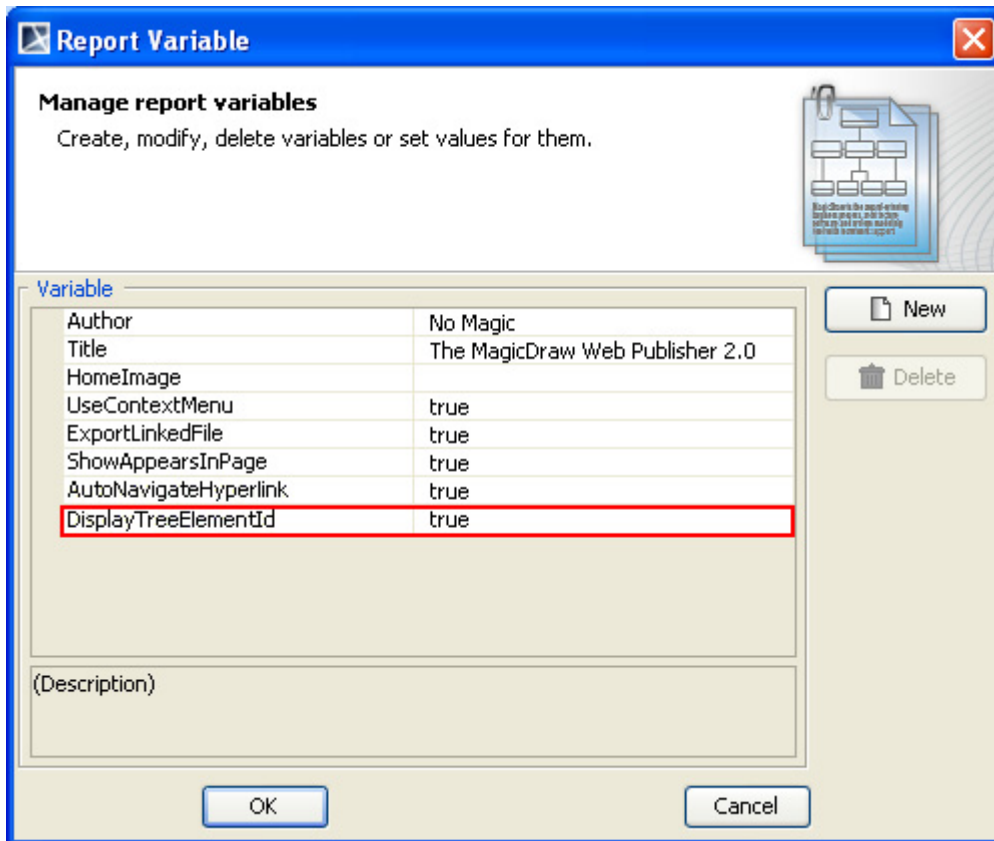 Report Variable
Manage report variables
Create, modify, delete variables or set values for them.
Variable
Author No Magic
Title The MagicDraw Web Publisher 2.0
HomeImage
UseContextMenu true
ExportLinkedFile true
ShowAppearsInPage true
AutoNavigateHyperlink true
DisplayTreeElementId true
New
Delete
(Description)
OK Cancel